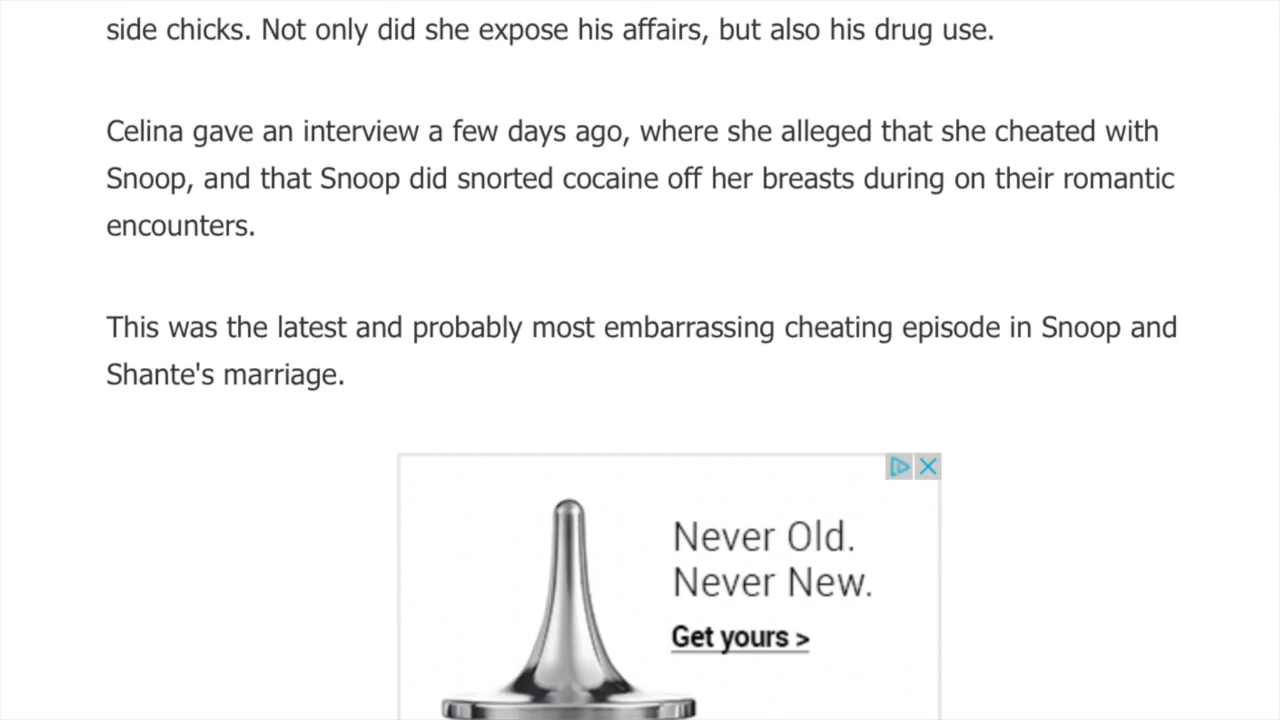 side chicks. Not only did she expose his affairs, but also his drug use.
Celina gave an interview a few days ago, where she alleged that she cheated with
Snoop, and that Snoop did snorted cocaine off her breasts during on their romantic
encounters.
This was the latest and probably most embarrassing cheating episode in Snoop and
Shante's marriage.
Never Old.
Never New.
Get yours >